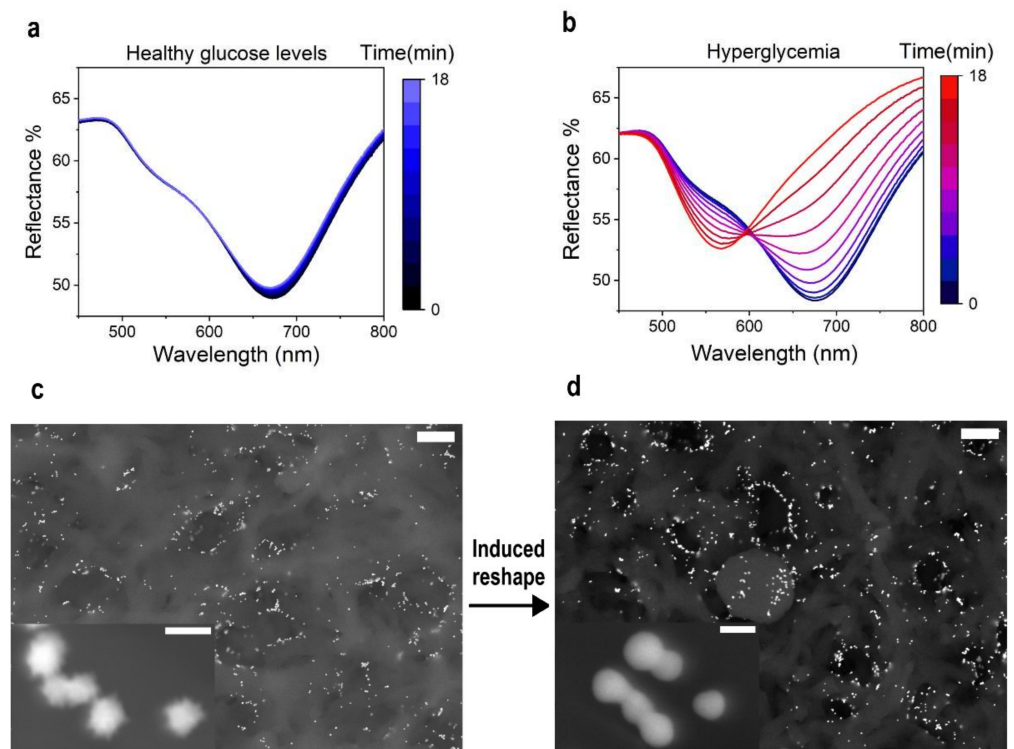 a
Healthy glucose levels
Time(min)
18
65
60
55
50
0
Reflectance %
500
600
700
800
Wavelength (nm)
b
Hyperglycemia
Time(min)
18
65
60
55
50
0
Reflectance %
500
600
700
800
Wavelength (nm)
c
Induced
reshape
d